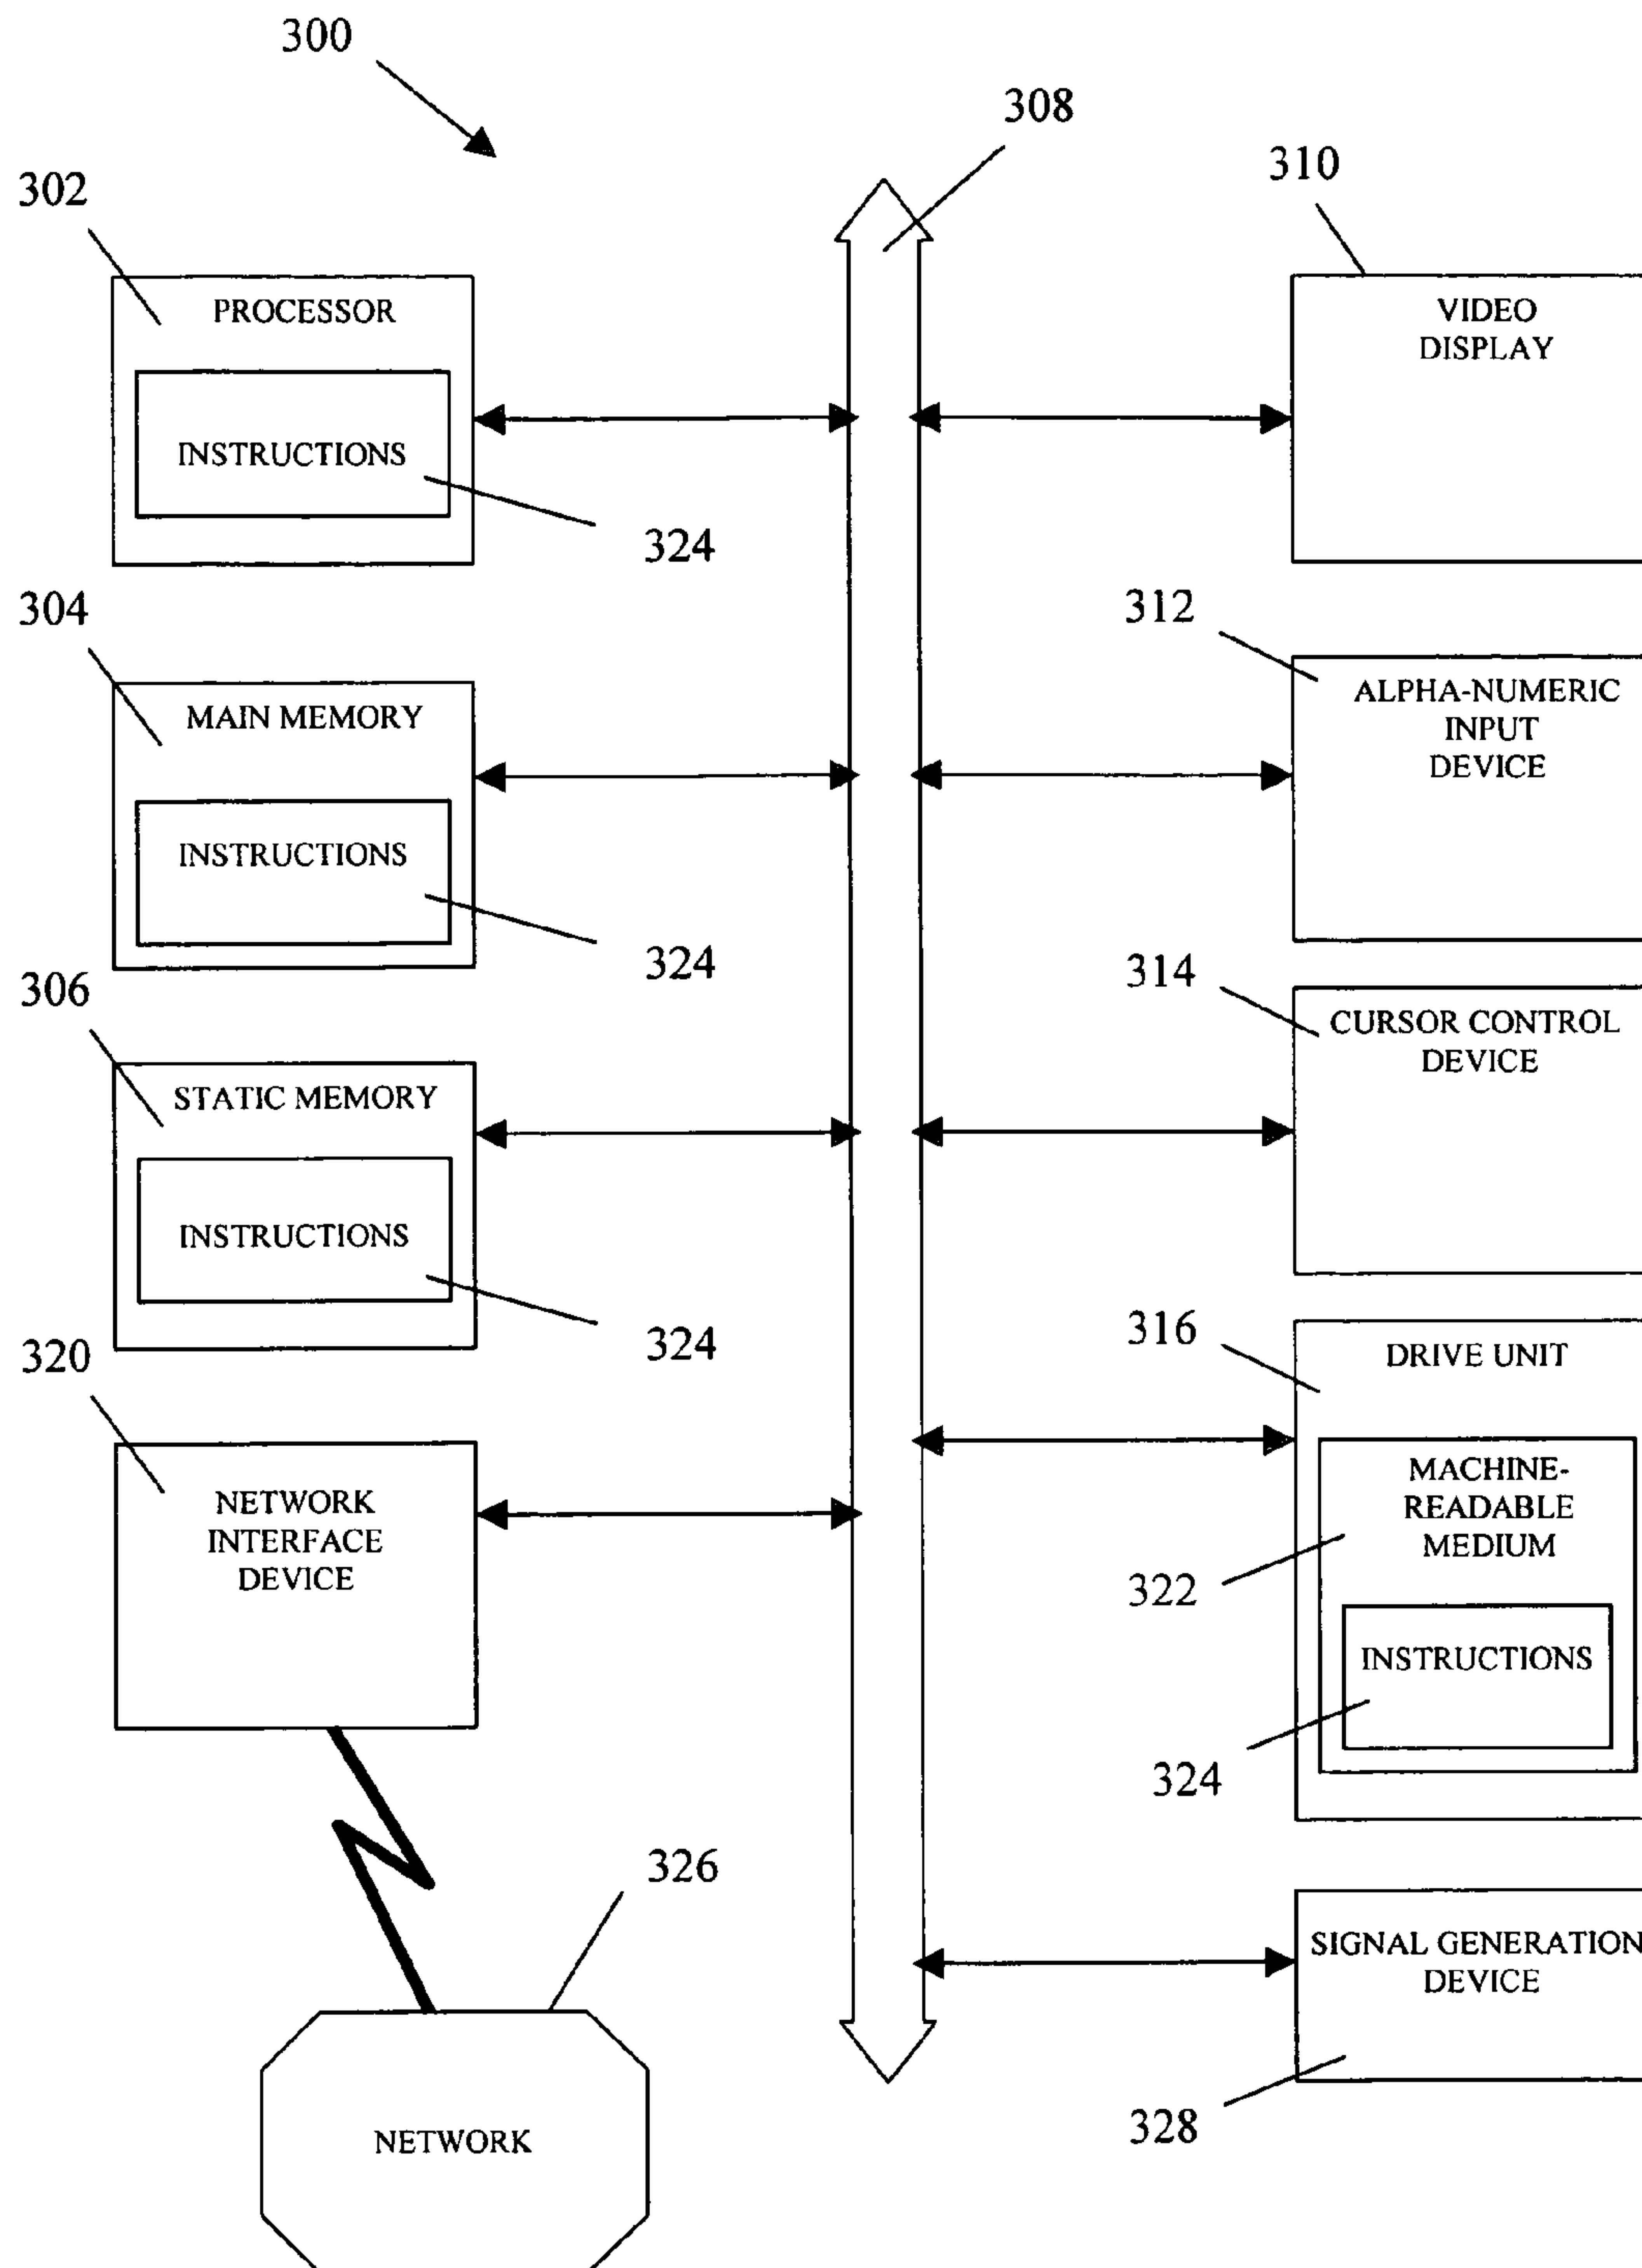 300
308
310
302
PROCESSOR
VIDEO
DISPLAY
INSTRUCTIONS
324
304
312
MAIN MEMORY
ALPHA-NUMERIC
INPUT
DEVICE
INSTRUCTIONS
324
306
314
CURSOR CONTROL
DEVICE
STATIC MEMORY
INSTRUCTIONS
324
320
316
DRIVE UNIT
NETWORK
INTERFACE
DEVICE
MACHINE-
READABLE
MEDIUM
322
INSTRUCTIONS
324
326
SIGNAL GENERATION
DEVICE
328
NETWORK